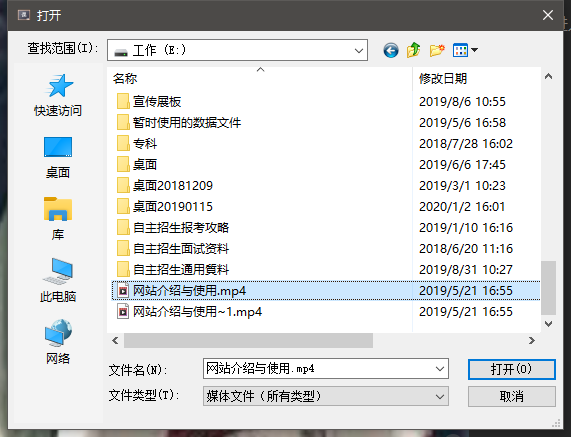 打开
查找范围(I):
工作 (E:)
快速访问
桌面
库
此电脑
网络
名称 修改日期
宣传展板 2019/8/6 10:55
暂时使用的数据文件 2019/5/6 16:58
专科 2018/7/28 16:02
桌面 2019/6/6 17:45
桌面20181209 2019/3/1 10:23
桌面20190115 2020/1/2 16:01
自主招生报考攻略 2019/1/10 16:16
自主招生面试资料 2018/6/20 11:16
自主招生通用資料 2019/8/31 10:27
网站介绍与使用.mp4 2019/5/21 16:55
网站介绍与使用~1.mp4 2019/5/21 16:55
文件名(N): 网站介绍与使用.mp4 打开(O)
文件类型(T): 媒体文件（所有类型） 取消